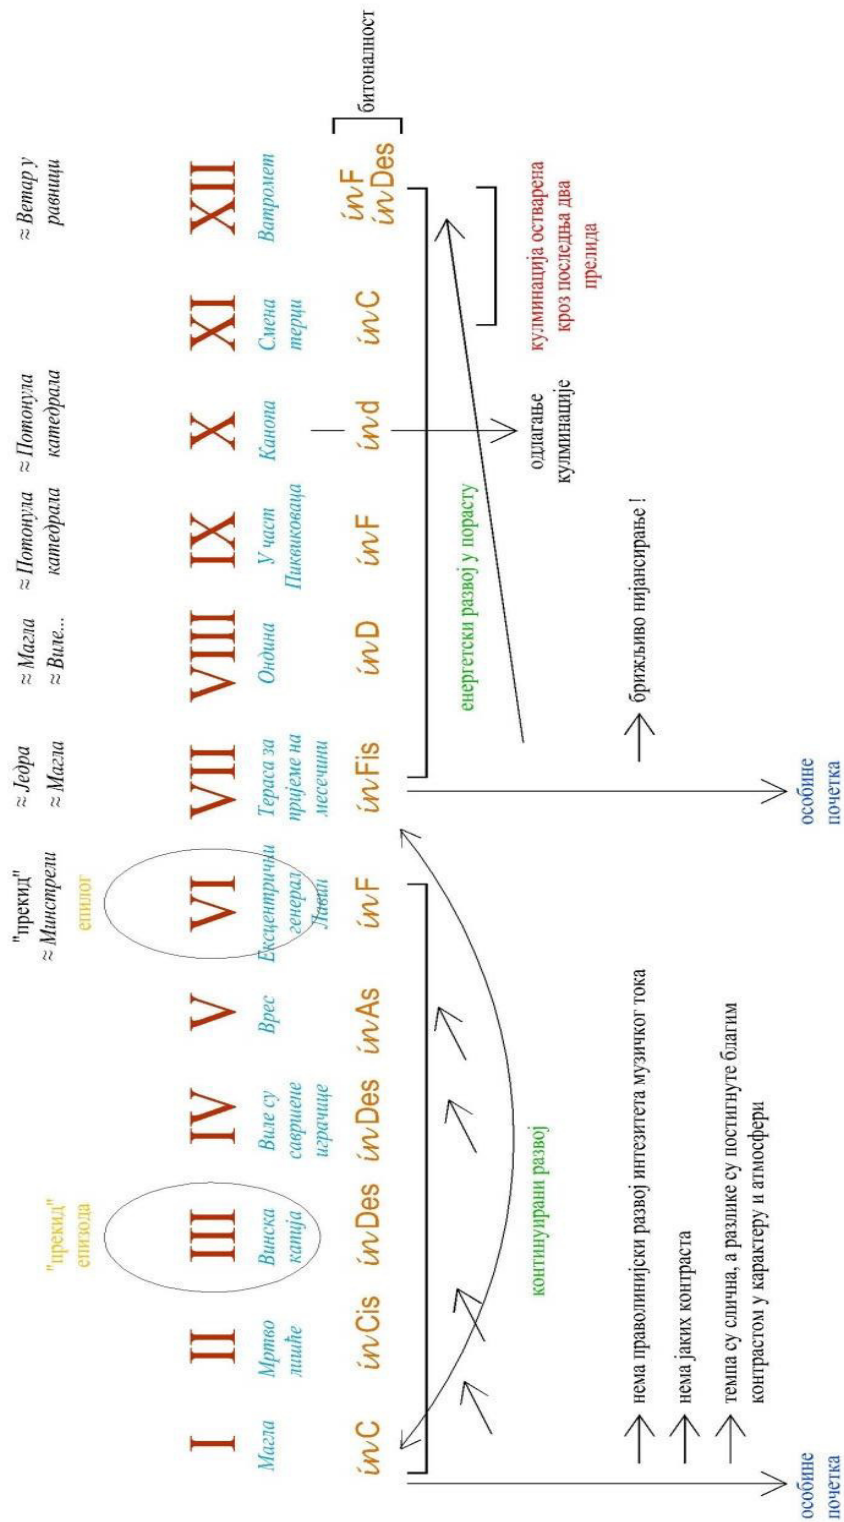 ≈ Једра
≈ Магла
≈ Магла
≈ Виле...
≈ Потонула
катедрала
≈ Потонула
катедрала
≈ Ветар у
равници
"прекид"
епизода
"прекид"
≈ Минстрели
епилог
I
II
III
IV
V
VI
VII
VIII
IX
X
XI
XII
Магла
Мртво
лишће
Винска
капија
Виле су
савршене
играчице
Врес
Ексцентрични
генерал
Лавин
Тераса за
пријеме на
месечини
Ондина
У част
Пиквиковаца
Канопа
Смена
терци
Ватромет
inC
inCis
inDes
inDes
inAs
inF
inFis
inD
inF
ind
inC
inF
inDes
битоналност
континуирани развој
енергетски развој у порасту
одлагање
кулминације
кулминација остварена
кроз последња два
прелида
нема праволинијски развој интезитета музичког тока
нема јаких контраста
темпа су слична, а разлике су постигнуте благим
контрастом у карактеру и атмосфери
брижљиво нијансирање !
особине
почетка
особине
почетка